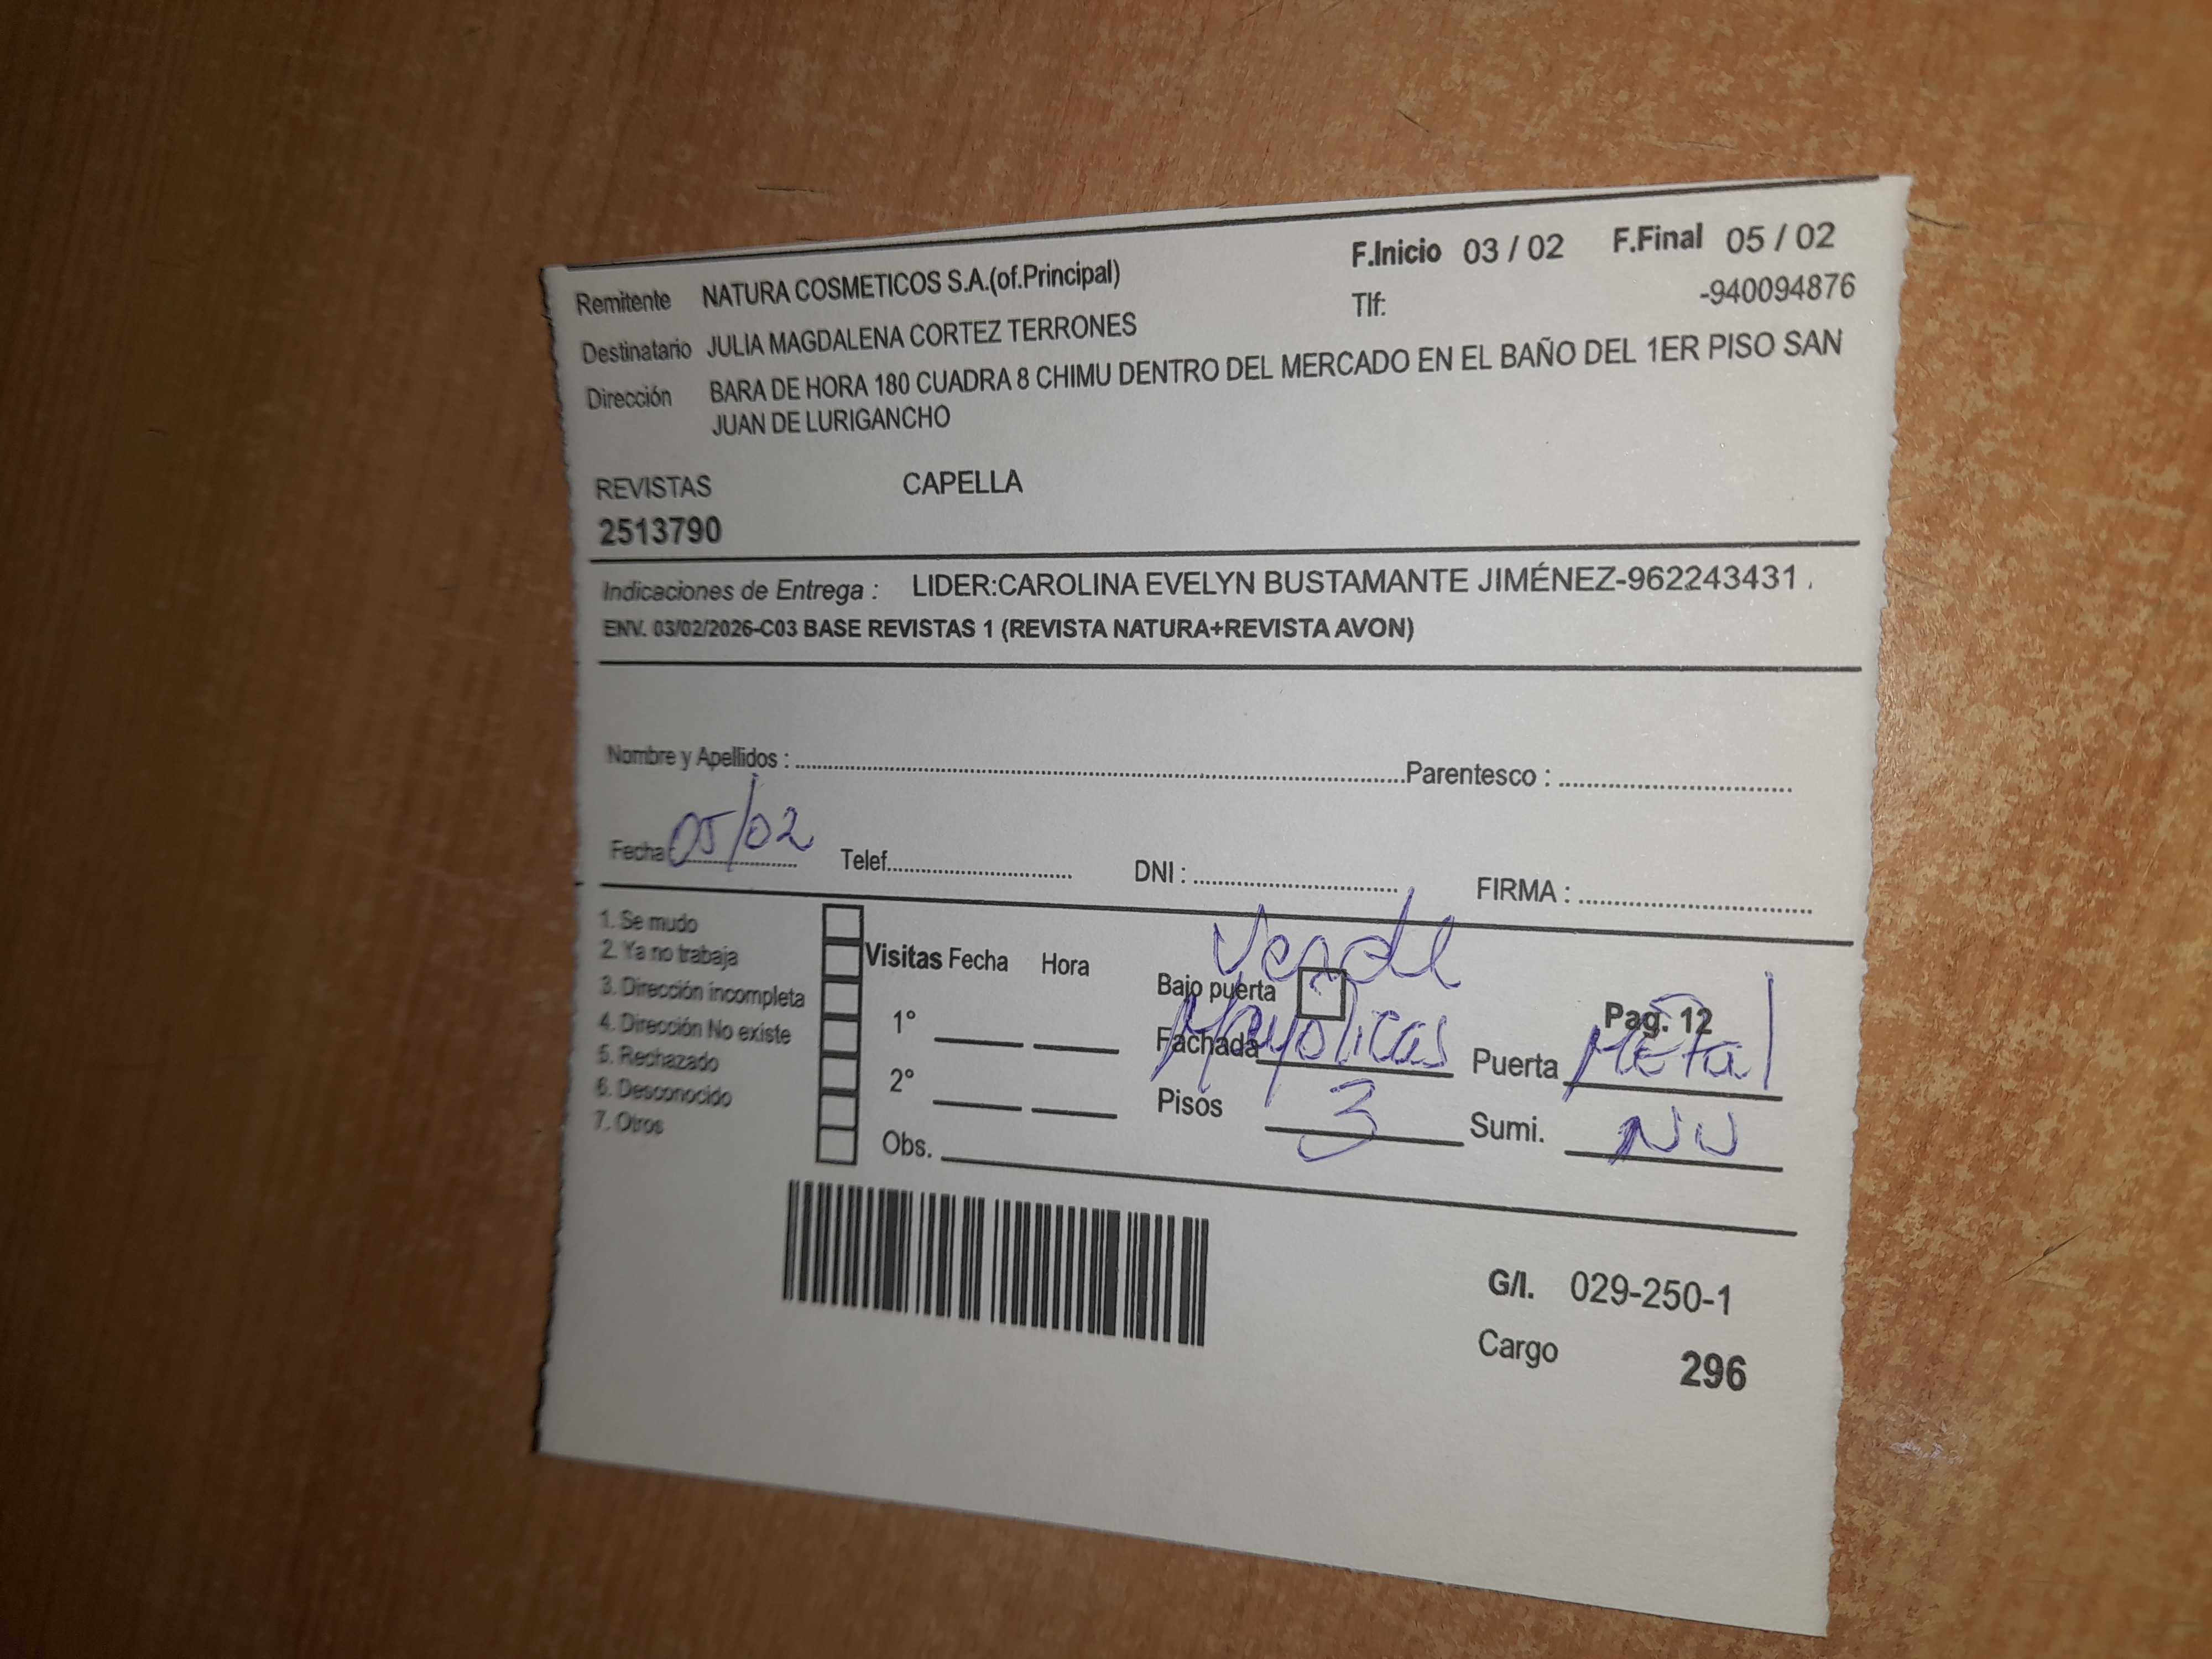 F.Inicio 03 / 02 F.Final 05 / 02
Remitente NATURA COSMETICOS S.A.(of.Principal) Tlf: -940094876
Destinatario JULIA MAGDALENA CORTEZ TERRONES
Dirección BARA DE HORA 180 CUADRA 8 CHIMU DENTRO DEL MERCADO EN EL BAÑO DEL 1ER PISO SAN
JUAN DE LURIGANCHO
REVISTAS CAPELLA
2513790
Indicaciones de Entrega : LIDER:CAROLINA EVELYN BUSTAMANTE JIMÉNEZ-962243431 .
ENV. 03/02/2026-C03 BASE REVISTAS 1 (REVISTA NATURA+REVISTA AVON)
Nombre y Apellidos : Parentesco :
Fecha: 05/02 Telef. DNI : FIRMA :
1. Se mudo
2. Ya no trabaja
3. Dirección incompleta
4. Dirección No existe
5. Rechazado
6. Desconocido
7. Otros
Visitas Fecha Hora
1°
2°
Obs.
Verde
Bajo puerta Pag. 12
Fachada Mayolicas Puerta Metal
Pisos 3 Sumi. NU
G/I. 029-250-1
Cargo 296